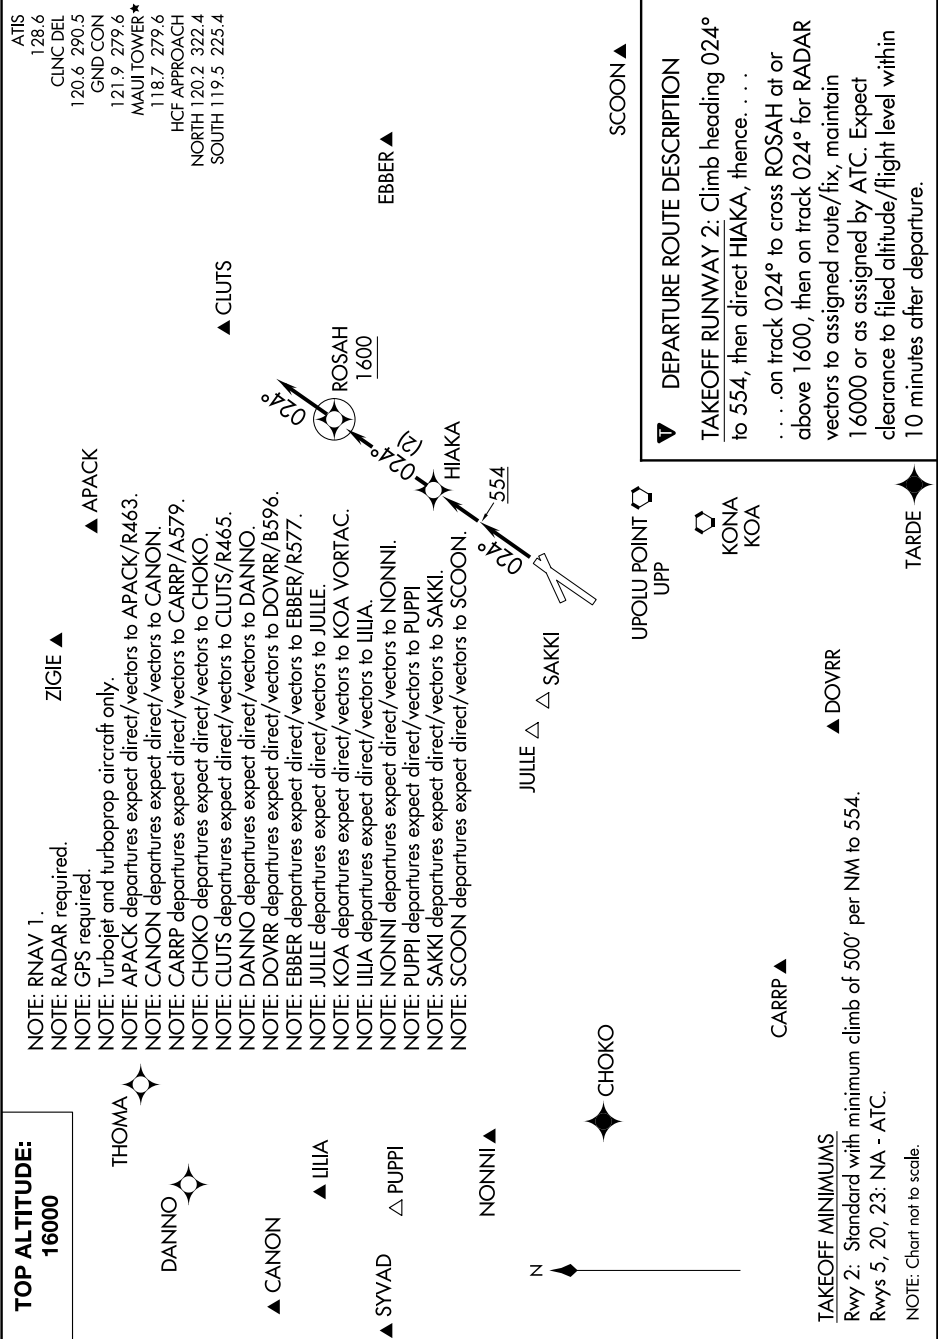 TOP ALTITUDE:
16000
ATIS
128.6
CLNC DEL
120.6 290.5
GND CON
121.9 279.6
MAUI TOWER★
118.7 279.6
HCF APPROACH
NORTH 120.2 322.4
SOUTH 119.5 225.4
NOTE: RNAV 1.
NOTE: RADAR required.
NOTE: GPS required.
NOTE: Turbojet and turboprop aircraft only.
NOTE: APACK departures expect direct/vectors to APACK/R463.
NOTE: CANON departures expect direct/vectors to CANON.
NOTE: CARRP departures expect direct/vectors to CARRP/A579.
NOTE: CHOKO departures expect direct/vectors to CHOKO.
NOTE: CLUTS departures expect direct/vectors to CLUTS/R465.
NOTE: DANNO departures expect direct/vectors to DANNO.
NOTE: DOVRR departures expect direct/vectors to DOVRR/B596.
NOTE: EBBER departures expect direct/vectors to EBBER/R577.
NOTE: JULLE departures expect direct/vectors to JULLE.
NOTE: KOA departures expect direct/vectors to KOA VORTAC.
NOTE: LILIA departures expect direct/vectors to LILIA.
NOTE: NONNI departures expect direct/vectors to NONNI.
NOTE: PUPPI departures expect direct/vectors to PUPPI
NOTE: SAKKI departures expect direct/vectors to SAKKI.
NOTE: SCOON departures expect direct/vectors to SCOON.
ZIGIE
APACK
THOMA
DANNO
CLUTS
EBBER
CANON
LILIA
SYVAD
PUPPI
024°
ROSAH
1600
024°
(2)
HIAKA
554
024°
NONNI
JULLE
SAKKI
SCOON
CHOKO
UPOLU POINT
UPP
KONA
KOA
CARRP
DOVRR
TARDE
N
TAKEOFF MINIMUMS
Rwy 2: Standard with minimum climb of 500' per NM to 554.
Rwys 5, 20, 23: NA - ATC.
NOTE: Chart not to scale.
T DEPARTURE ROUTE DESCRIPTION
TAKEOFF RUNWAY 2: Climb heading 024°
to 554, then direct HIAKA, thence. . . .
. . . .on track 024° to cross ROSAH at or
above 1600, then on track 024° for RADAR
vectors to assigned route/fix, maintain
16000 or as assigned by ATC. Expect
clearance to filed altitude/flight level within
10 minutes after departure.